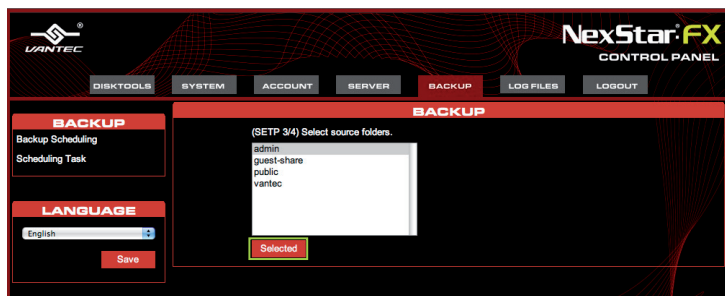 VANTEC®
NexStar FX
CONTROL PANEL
DISKTOOLS SYSTEM ACCOUNT SERVER BACKUP LOG FILES LOGOUT
BACKUP
Backup Scheduling
Scheduling Task
LANGUAGE
English
Save
BACKUP
(SETP 3/4) Select source folders.
admin
guest-share
public
vantec
Selected